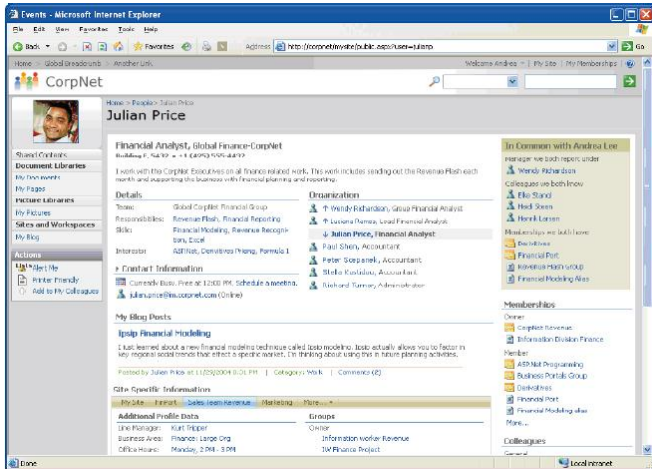 Events - Microsoft Internet Explorer
File Edit View Favorites Tools Help
Back Favorites Address http://corpnet/mysite/public.aspx?user=julianp Go
Home > Global Breadcrumb > Another Link
Welcome Andrea | My Site | My Memberships
CorpNet
Home > People > Julian Price
Julian Price
Shared Contents
Document Libraries
My Documents
My Pages
Picture Libraries
My Pictures
Sites and Workspaces
My Blog
Actions
Alert Me
Printer Friendly
Add to My Colleagues
Financial Analyst, Global Finance-CorpNet
I work with the CorpNet Executives on all finance related work. This work includes sending out the Revenue Flash each
month and supporting the business with financial planning and reporting.
Details
Team: Global CorpNet Financial Group
Responsibilities: Revenue Flash, Financial Reporting
Skills: Financial Modeling, Revenue Recogni-
tion, Excel
Interests: ASP.Net, Derivitives Pricing, Formula 1
Contact Information
Currently Busy. Free at 12:00 PM. Schedule a meeting.
julian.price@im.corpnet.com (Online)
Organization
Wendy Richardson, Group Financial Analyst
Luciana Ramos, Lead Financial Analyst
Julian Price, Financial Analyst
Paul Shen, Accountant
Peter Stepanek, Accountant
Stella Kostidou, Accountant
Richard Turner, Administrator
My Blog Posts
Ipsip Financial Modeling
I just learned about a new financial modeling technique called Ipsio modeling. Ipsio actually allows you to factor in
key regional social trends that effect a specific market. I'm thinking about using this in future planning activities.
Posted by Julian Price at 11/29/2004 8:01 PM | Category: Work | Comments (2)
Site Specific Information
My Site FinPort Sales Team Revenue Marketing More...
Additional Profile Data
Line Manager: Kurt Tripper
Business Area: Finance: Large Org
Office Hours: Monday, 2 PM - 3 PM
Groups
Owner
Information worker Revenue
IW Finance Project
In Common with Andrea Lee
Manager we both report under
Wendy Richardson
Colleagues we both know
Elke Stand
Heidi Steen
Henrik Larsen
Memberships we both have
Derivitives
Financial Port
Revenue Flash Group
Financial Modeling Alias
Memberships
Owner
CorpNet Revenue
Information Division Finance
Member
ASP.Net Programming
Business Portals Group
Derivatives
Financial Port
Financial Modeling alias
More...
Colleagues
General
Done
Local intranet